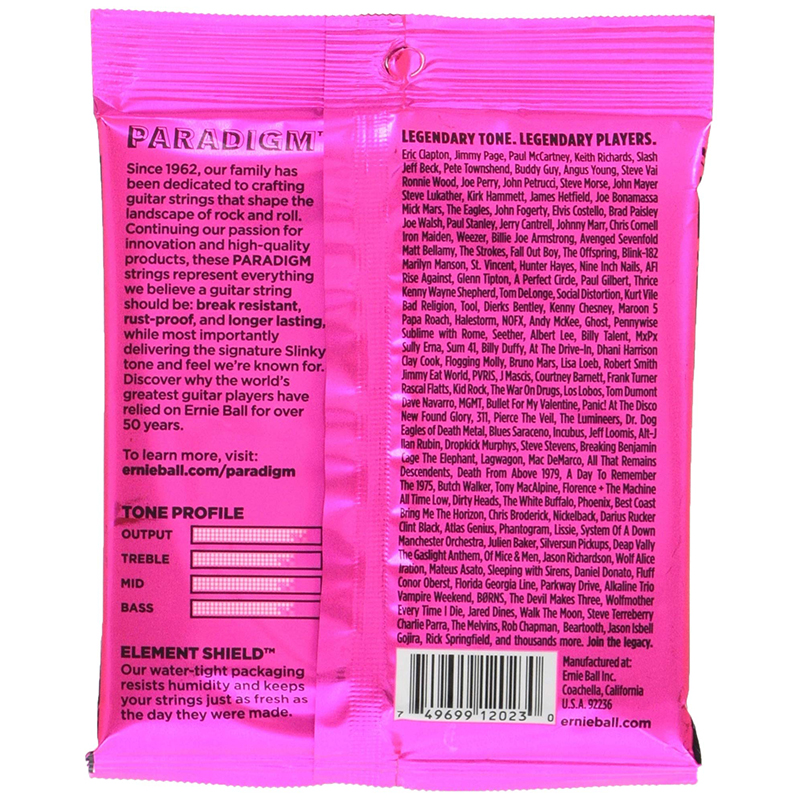 PARADIGM™
Since 1962, our family has
been dedicated to crafting
guitar strings that shape the
landscape of rock and roll.
Continuing our passion for
innovation and high-quality
products, these PARADIGM
strings represent everything
we believe a guitar string
should be: break resistant,
rust-proof, and longer lasting,
while most importantly
delivering the signature Slinky
tone and feel we're known for.
Discover why the world's
greatest guitar players have
relied on Ernie Ball for over
50 years.
To learn more, visit:
ernieball.com/paradigm
TONE PROFILE
OUTPUT
TREBLE
MID
BASS
ELEMENT SHIELD™
Our water-tight packaging
resists humidity and keeps
your strings just as fresh as
the day they were made.
LEGENDARY TONE. LEGENDARY PLAYERS.
Eric Clapton, Jimmy Page, Paul McCartney, Keith Richards, Slash
Jeff Beck, Pete Townshend, Buddy Guy, Angus Young, Steve Vai
Ronnie Wood, Joe Perry, John Petrucci, Steve Morse, John Mayer
Steve Lukather, Kirk Hammett, James Hetfield, Joe Bonamassa
Mick Mars, The Eagles, John Fogerty, Elvis Costello, Brad Paisley
Joe Walsh, Paul Stanley, Jerry Cantrell, Johnny Marr, Chris Cornell
Iron Maiden, Weezer, Billie Joe Armstrong, Avenged Sevenfold
Matt Bellamy, The Strokes, Fall Out Boy, The Offspring, Blink-182
Marilyn Manson, St. Vincent, Hunter Hayes, Nine Inch Nails, AFI
Rise Against, Glenn Tipton, A Perfect Circle, Paul Gilbert, Thrice
Kenny Wayne Shepherd, Tom DeLonge, Social Distortion, Kurt Vile
Bad Religion, Tool, Dierks Bentley, Kenny Chesney, Maroon 5
Papa Roach, Halestorm, NOFX, Andy McKee, Ghost, Pennywise
Sublime with Rome, Seether, Albert Lee, Billy Talent, MxPx
Sully Erna, Sum 41, Billy Duffy, At The Drive-In, Dhani Harrison
Clay Cook, Flogging Molly, Bruno Mars, Lisa Loeb, Robert Smith
Jimmy Eat World, PVRIS, J Mascis, Courtney Barnett, Frank Turner
Rascal Flatts, Kid Rock, The War On Drugs, Los Lobos, Tom Dumont
Dave Navarro, MGMT, Bullet For My Valentine, Panic! At The Disco
New Found Glory, 311, Pierce The Veil, The Lumineers, Dr. Dog
Eagles of Death Metal, Blues Saraceno, Incubus, Jeff Loomis, Alt-J
Ilan Rubin, Dropkick Murphys, Steve Stevens, Breaking Benjamin
Cage The Elephant, Lagwagon, Mac DeMarco, All That Remains
Descendents, Death From Above 1979, A Day To Remember
The 1975, Butch Walker, Tony MacAlpine, Florence + The Machine
All Time Low, Dirty Heads, The White Buffalo, Phoenix, Best Coast
Bring Me The Horizon, Chris Broderick, Nickelback, Darius Rucker
Clint Black, Atlas Genius, Phantogram, Lissie, System Of A Down
Manchester Orchestra, Julien Baker, Silversun Pickups, Deap Vally
The Gaslight Anthem, Of Mice & Men, Jason Richardson, Wolf Alice
Iration, Mateus Asato, Sleeping with Sirens, Daniel Donato, Fluff
Conor Oberst, Florida Georgia Line, Parkway Drive, Alkaline Trio
Vampire Weekend, BØRNS, The Devil Makes Three, Wolfmother
Every Time I Die, Jared Dines, Walk The Moon, Steve Terreberry
Charlie Parra, The Melvins, Rob Chapman, Beartooth, Jason Isbell
Gojira, Rick Springfield, and thousands more. Join the legacy.
7 49699 12023 0
Manufactured at:
Ernie Ball Inc.
Coachella, California
U.S.A. 92236
ernieball.com